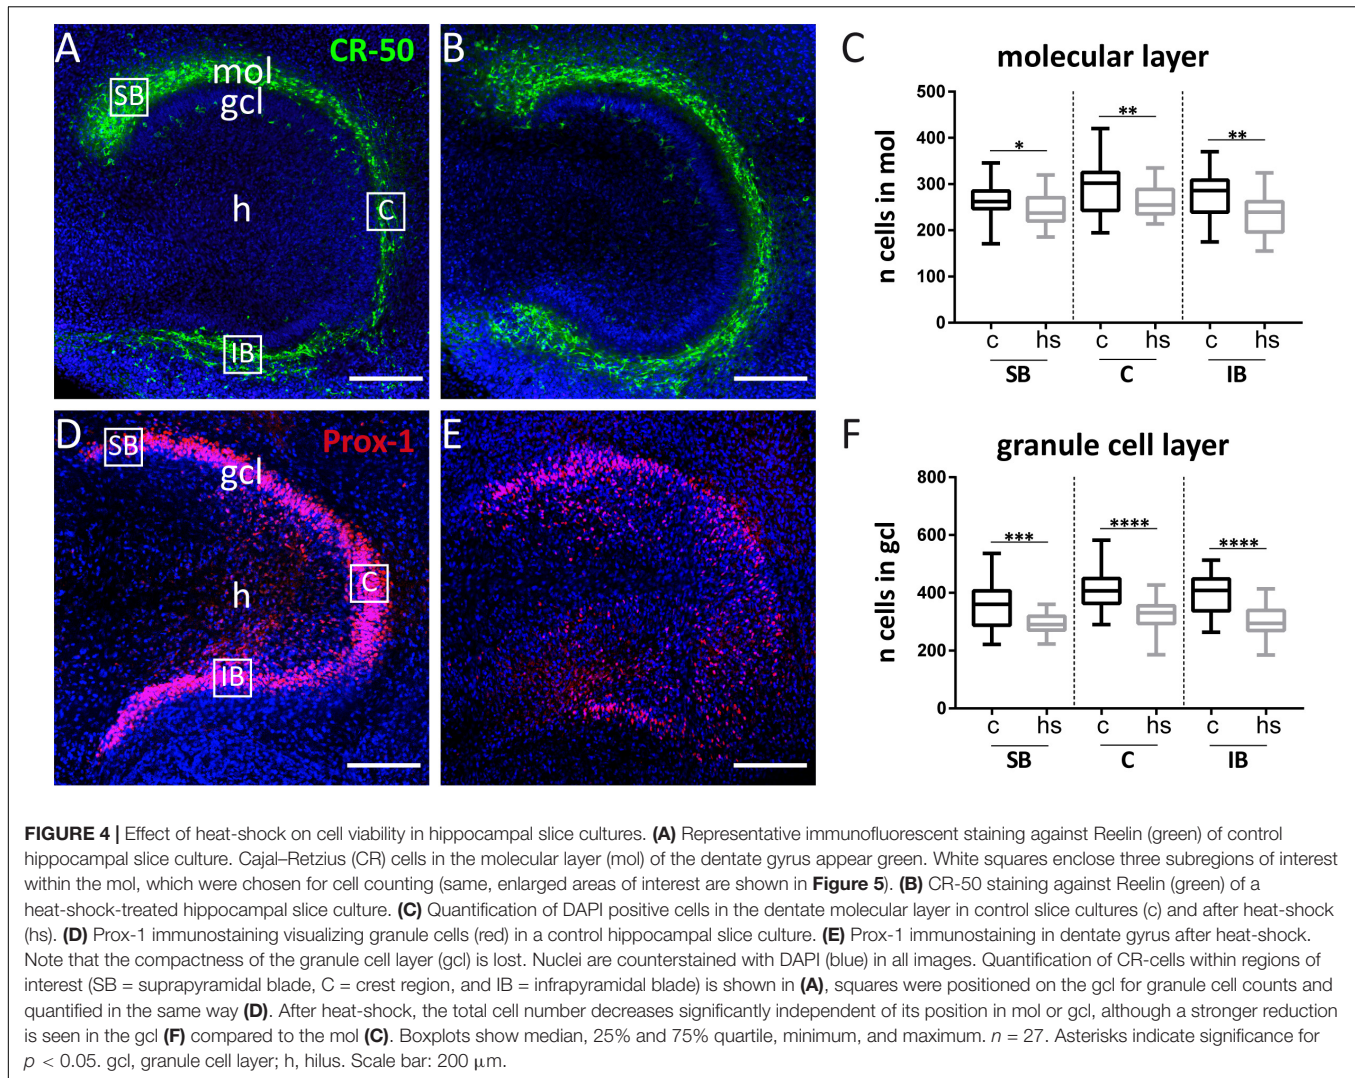 A
CR-50
mol
gcl
SB
h
C
IB
B
C
molecular layer
n cells in mol
500
400
300
200
100
0
*
**
**
c hs c hs c hs
SB C IB
D
Prox-1
SB
gcl
h
C
IB
E
F
granule cell layer
n cells in gcl
800
600
400
200
0
***
****
****
c hs c hs c hs
SB C IB
FIGURE 4 | Effect of heat-shock on cell viability in hippocampal slice cultures. (A) Representative immunofluorescent staining against Reelin (green) of control
hippocampal slice culture. Cajal–Retzius (CR) cells in the molecular layer (mol) of the dentate gyrus appear green. White squares enclose three subregions of interest
within the mol, which were chosen for cell counting (same, enlarged areas of interest are shown in Figure 5). (B) CR-50 staining against Reelin (green) of a
heat-shock-treated hippocampal slice culture. (C) Quantification of DAPI positive cells in the dentate molecular layer in control slice cultures (c) and after heat-shock
(hs). (D) Prox-1 immunostaining visualizing granule cells (red) in a control hippocampal slice culture. (E) Prox-1 immunostaining in dentate gyrus after heat-shock.
Note that the compactness of the granule cell layer (gcl) is lost. Nuclei are counterstained with DAPI (blue) in all images. Quantification of CR-cells within regions of
interest (SB = suprapyramidal blade, C = crest region, and IB = infrapyramidal blade) is shown in (A), squares were positioned on the gcl for granule cell counts and
quantified in the same way (D). After heat-shock, the total cell number decreases significantly independent of its position in mol or gcl, although a stronger reduction
is seen in the gcl (F) compared to the mol (C). Boxplots show median, 25% and 75% quartile, minimum, and maximum. n = 27. Asterisks indicate significance for
p < 0.05. gcl, granule cell layer; h, hilus. Scale bar: 200 μm.